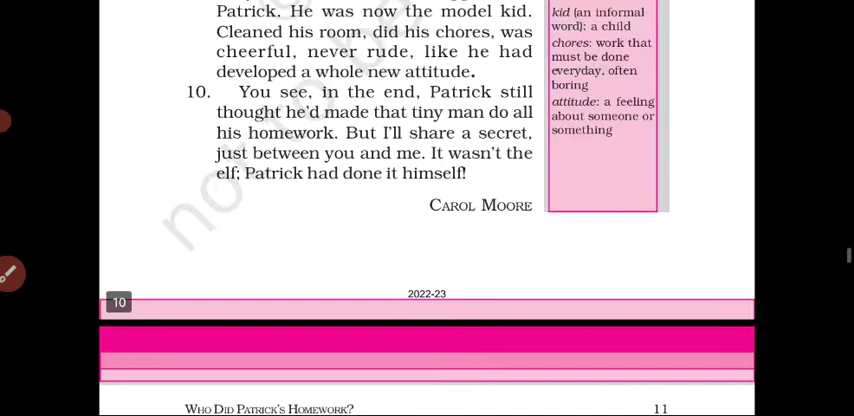 Patrick. He was now the model kid.
Cleaned his room, did his chores, was
cheerful, never rude, like he had
developed a whole new attitude.
10. You see, in the end, Patrick still
thought he'd made that tiny man do all
his homework. But I'll share a secret,
just between you and me. It wasn't the
elf; Patrick had done it himself!
CAROL MOORE
kid (an informal
word): a child
chores: work that
must be done
everyday, often
boring
attitude: a feeling
about someone or
something
not to be
2022-23
10
WHO DID PATRICK'S HOMEWORK?
11